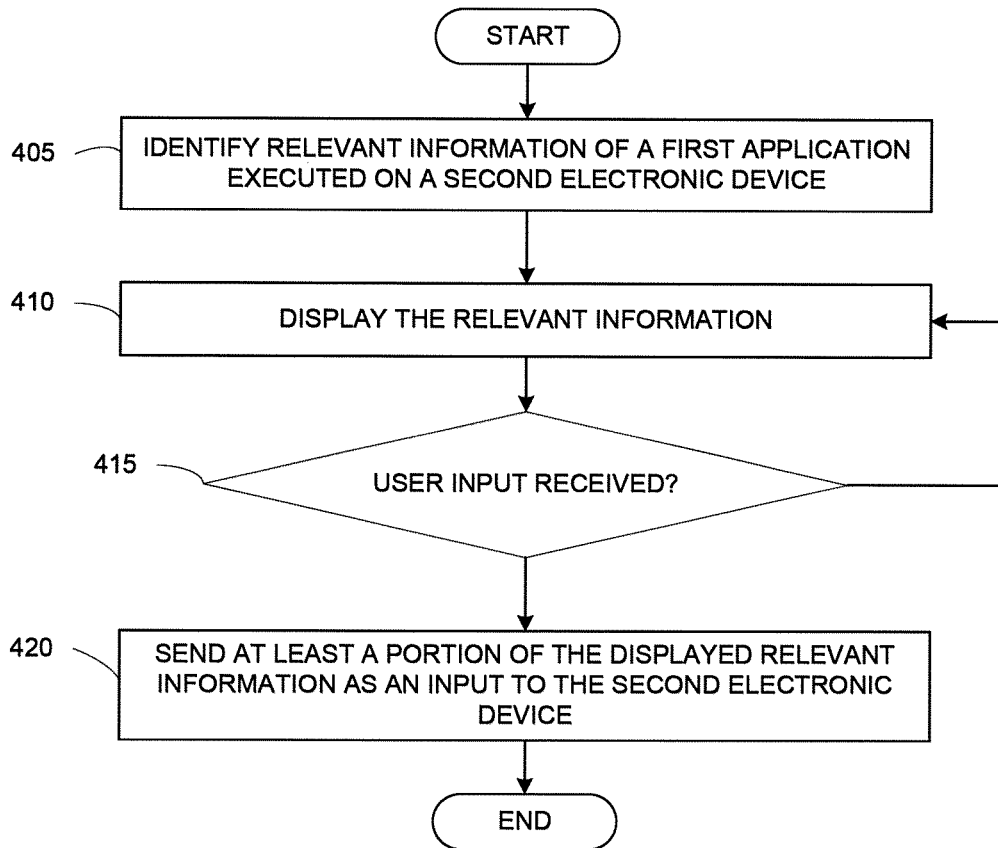 START
405
IDENTIFY RELEVANT INFORMATION OF A FIRST APPLICATION
EXECUTED ON A SECOND ELECTRONIC DEVICE
410
DISPLAY THE RELEVANT INFORMATION
415
USER INPUT RECEIVED?
420
SEND AT LEAST A PORTION OF THE DISPLAYED RELEVANT
INFORMATION AS AN INPUT TO THE SECOND ELECTRONIC
DEVICE
END